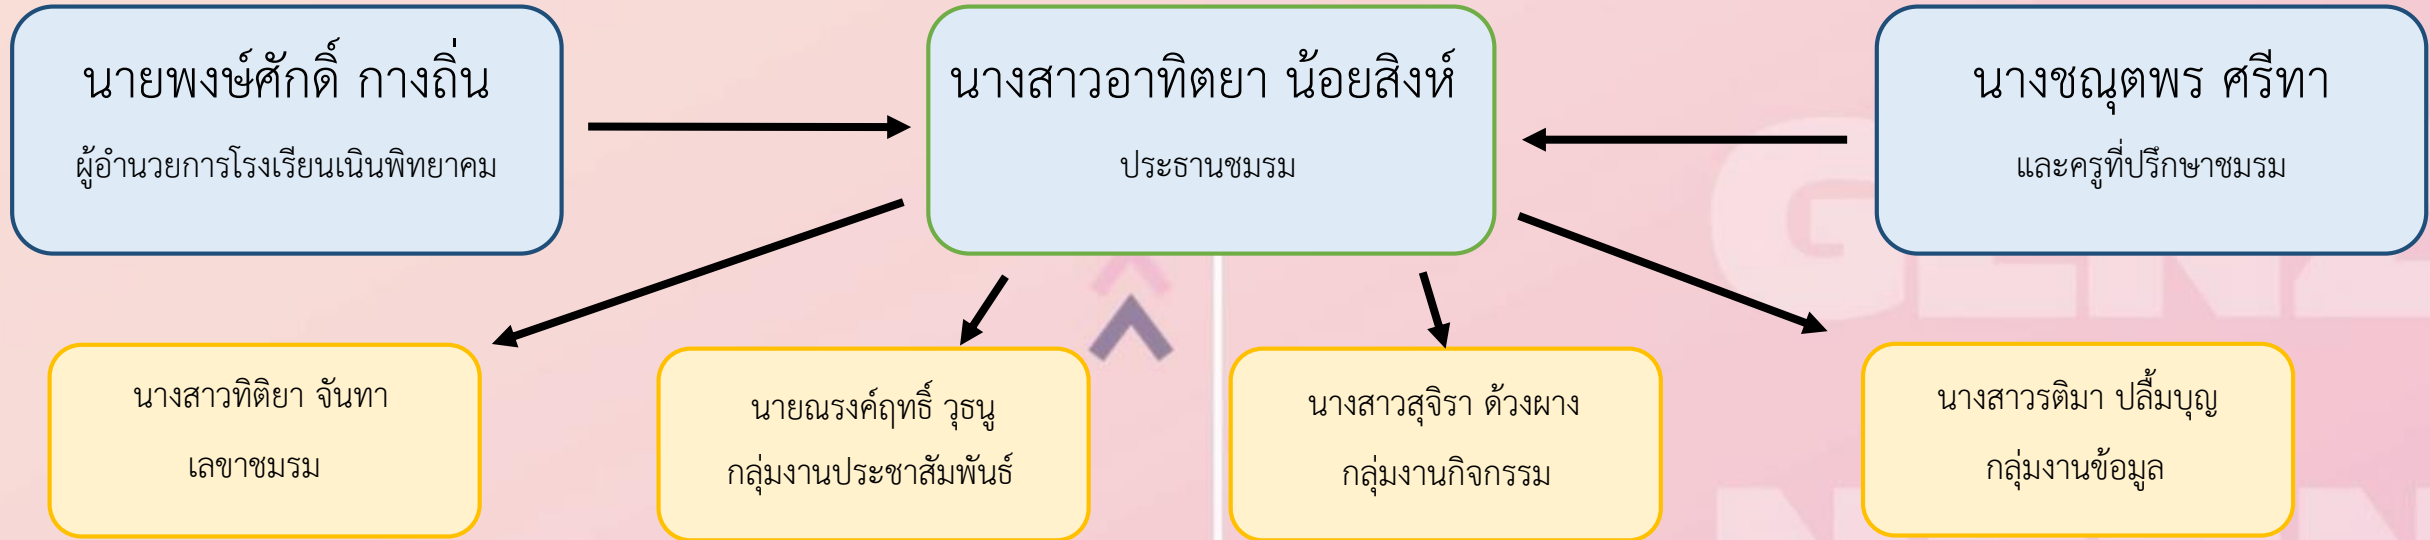 นายพงษ์ศักดิ์ กางถิ่น
ผู้อำนวยการโรงเรียนเนินพิทยาคม
นางสาวอาทิตยา น้อยสิงห์
ประธานชมรม
นางชณุตพร ศรีทา
และครูที่ปรึกษาชมรม
นางสาวทิติยา จันทา
เลขาชมรม
นายณรงค์ฤทธิ์ วุธนู
กลุ่มงานประชาสัมพันธ์
นางสาวสุจิรา ด้วงผาง
กลุ่มงานกิจกรรม
นางสาวรติมา ปลื้มบุญ
กลุ่มงานข้อมูล